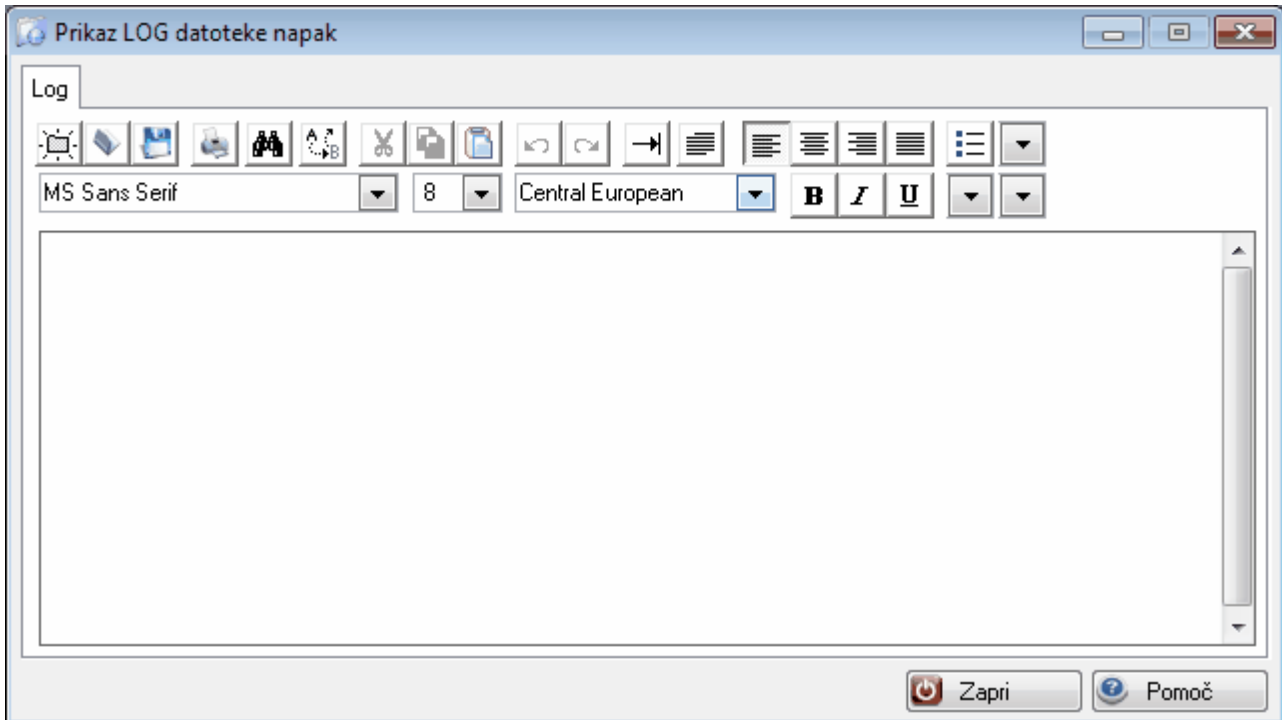 Prikaz LOG datoteke napak
Log
A B
MS Sans Serif 8 Central European B I U
Zapri Pomoč